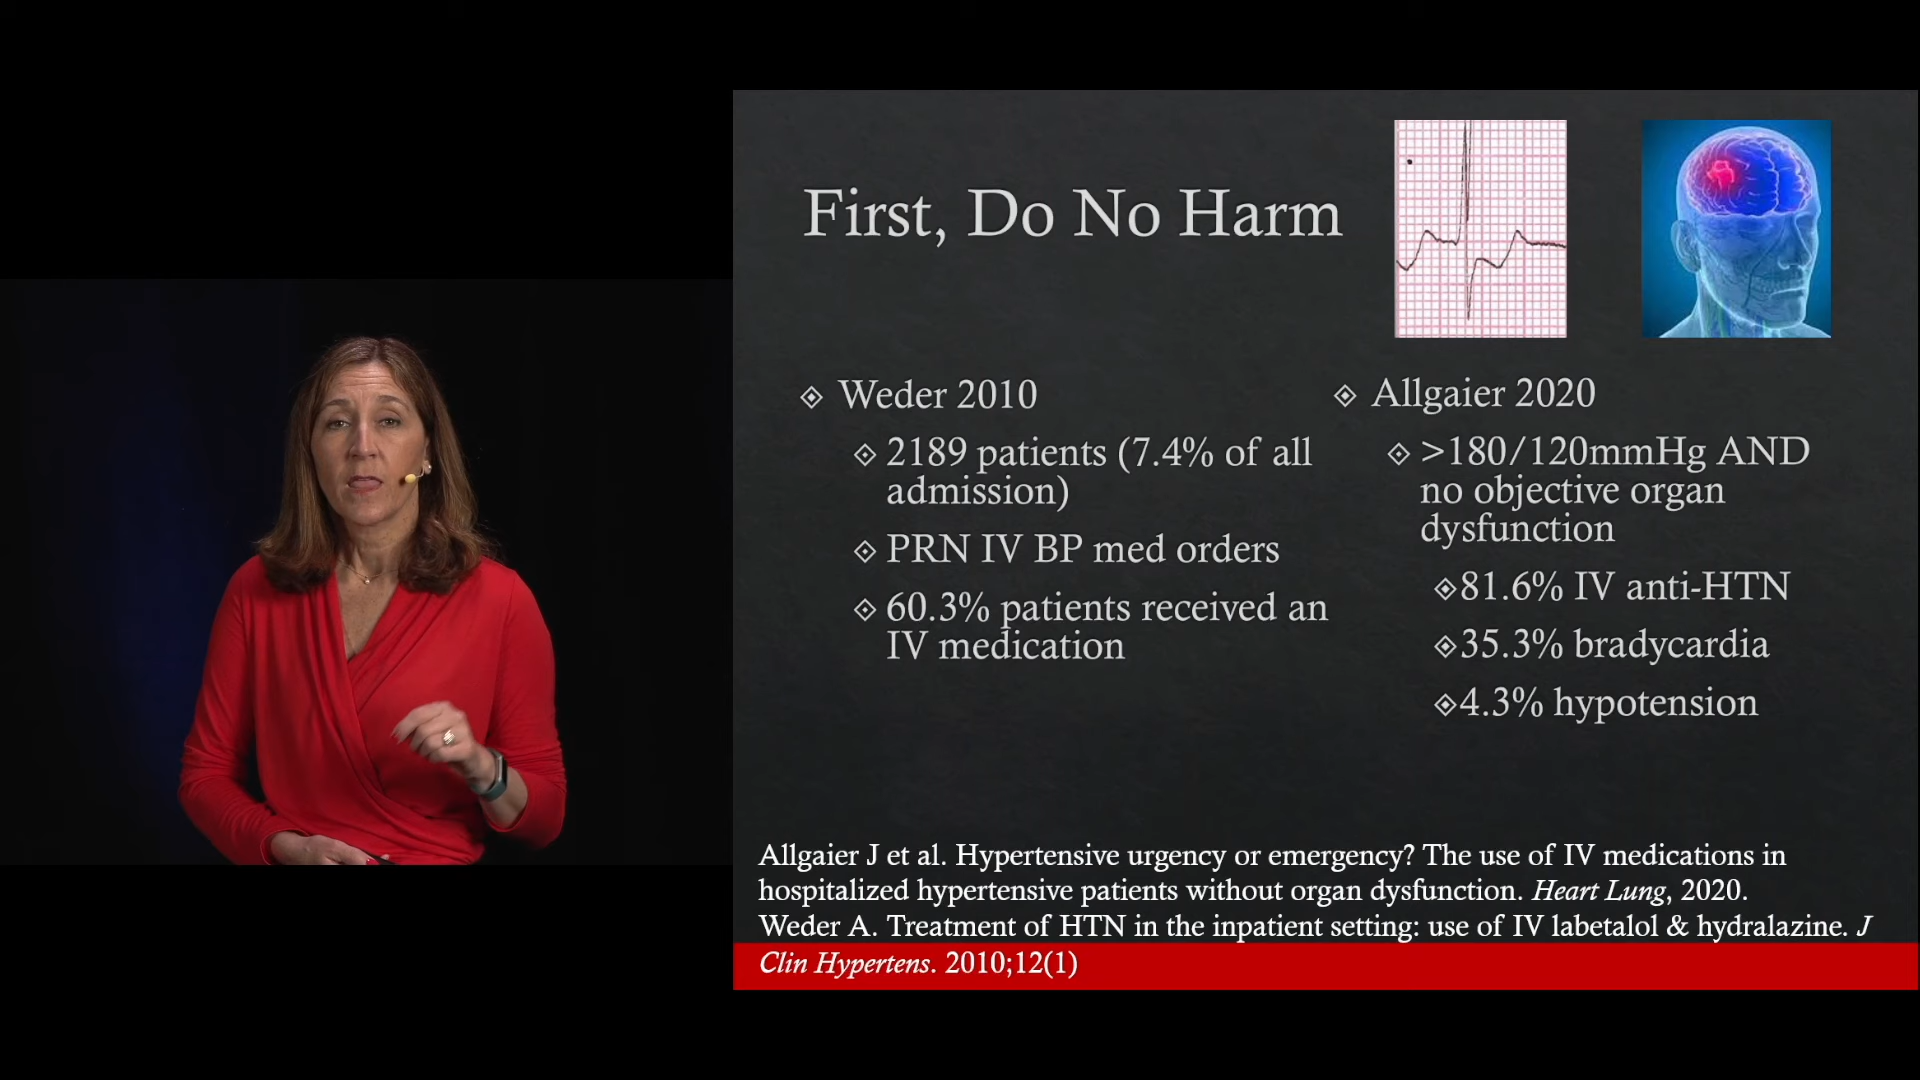 First, Do No Harm
Weder 2010
2189 patients (7.4% of all
admission)
PRN IV BP med orders
60.3% patients received an
IV medication
Allgaier 2020
>180/120mmHg AND
no objective organ
dysfunction
81.6% IV anti-HTN
35.3% bradycardia
4.3% hypotension
Allgaier J et al. Hypertensive urgency or emergency? The use of IV medications in
hospitalized hypertensive patients without organ dysfunction. Heart Lung, 2020.
Weder A. Treatment of HTN in the inpatient setting: use of IV labetalol & hydralazine. J
Clin Hypertens. 2010;12(1)